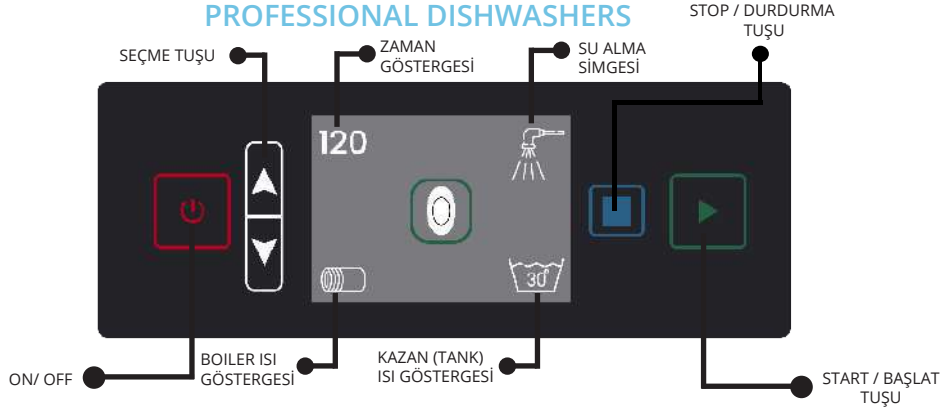 PROFESSIONAL DISHWASHERS
STOP / DURDURMA
TUŞU
SEÇME TUŞU
ZAMAN
GÖSTERGESİ
SU ALMA
SİMGESİ
120
30°
BOILER ISI
GÖSTERGESİ
KAZAN (TANK)
ISI GÖSTERGESİ
ON/ OFF
START / BAŞLAT
TUŞU